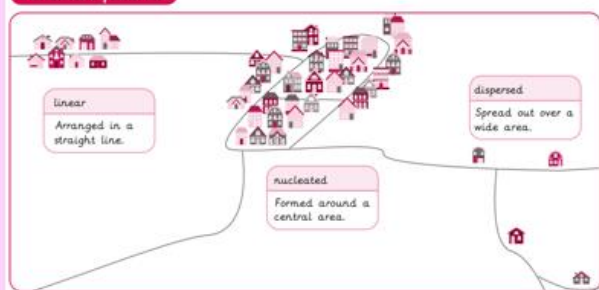 linear
Arranged in a
straight line.
nucleated
Formed around a
central area.
dispersed
Spread out over a
wide area.